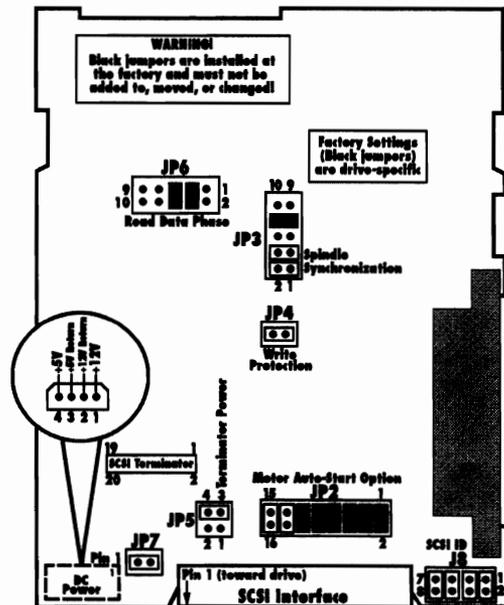 WARNING!
Black jumpers are installed at
the factory and must not be
added to, moved, or changed!
Factory Settings
(Black jumpers)
are drive-specific
JP6
9
10
1
2
Read Data Phase
10 9
JP3
Spindle
Synchronization
2 1
JP4
Write
Protection
+5V
+5V Return
+12V Return
+12V
4 3 2 1
19
1
SCSI Terminator
20
2
Terminator Power
4 3
JP5
2 1
Motor Auto-Start Option
15
JP2
1
16
2
JP7
Pin 1
DC
Power
Pin 1 (toward drive)
SCSI Interface
SCSI ID
J8
7
8